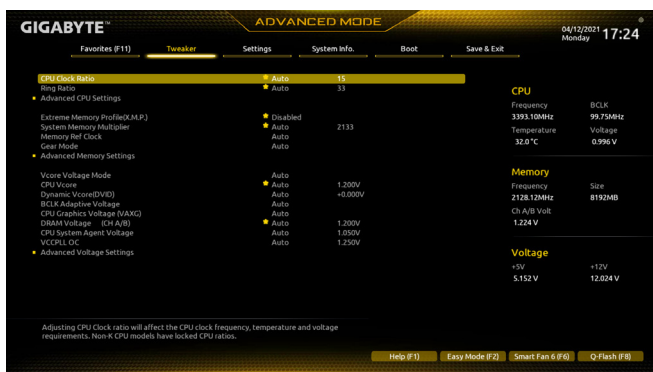 GIGABYTE™
ADVANCED MODE
04/12/2021
Monday
17:24
Favorites (F11) Tweaker Settings System Info. Boot Save & Exit
CPU Clock Ratio Auto 15
Ring Ratio Auto 33
Advanced CPU Settings
Extreme Memory Profile(X.M.P.) Disabled
System Memory Multiplier Auto 2133
Memory Ref Clock Auto
Gear Mode Auto
Advanced Memory Settings
Vcore Voltage Mode Auto
CPU Vcore Auto 1.200V
Dynamic Vcore(DVID) Auto +0.000V
BCLK Adaptive Voltage Auto
CPU Graphics Voltage (VAXG) Auto
DRAM Voltage (CH A/B) Auto 1.200V
CPU System Agent Voltage Auto 1.050V
VCCPLL OC Auto 1.250V
Advanced Voltage Settings
CPU
Frequency BCLK
3393.10MHz 99.75MHz
Temperature Voltage
32.0 °C 0.996 V
Memory
Frequency Size
2128.12MHz 8192MB
Ch A/B Volt
1.224 V
Voltage
+5V +12V
5.152 V 12.024 V
Adjusting CPU Clock ratio will affect the CPU clock frequency, temperature and voltage
requirements. Non-K CPU models have locked CPU ratios.
Help (F1) Easy Mode (F2) Smart Fan 6 (F6) Q-Flash (F8)